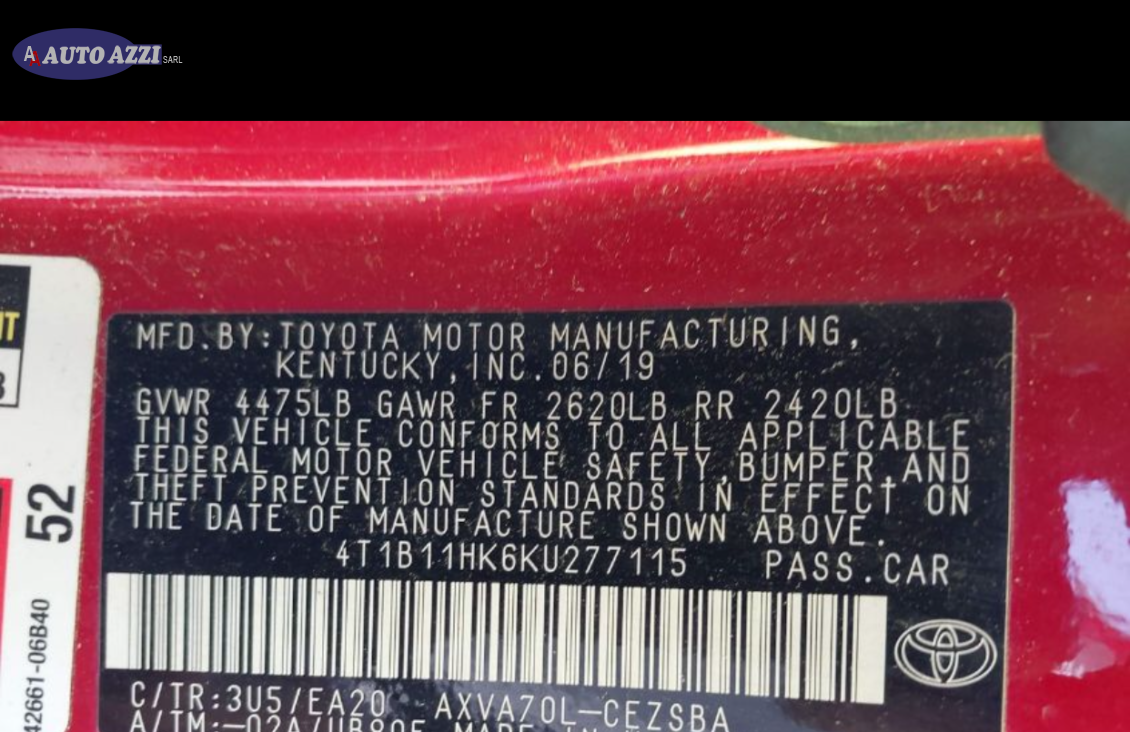 AA AUTO AZZI SARL
MFD.BY:TOYOTA MOTOR MANUFACTURING,
KENTUCKY,INC.06/19
GVWR 4475LB GAWR FR 2620LB RR 2420LB
THIS VEHICLE CONFORMS TO ALL APPLICABLE
FEDERAL MOTOR VEHICLE SAFETY,BUMPER,AND
THEFT PREVENTION STANDARDS IN EFFECT ON
THE DATE OF MANUFACTURE SHOWN ABOVE.
4T1B11HK6KU277115 PASS.CAR
C/TR:3U5/EA20 AXVA70L-CEZSBA
52
42661-06B40